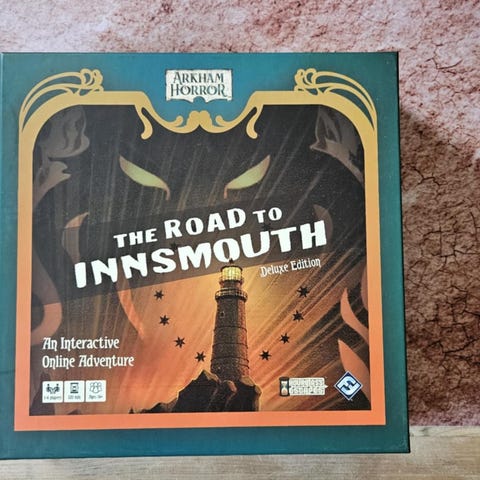 ARKHAM
HORROR
THE ROAD TO
INNSMOUTH
Deluxe Edition
An Interactive
Online Adventure